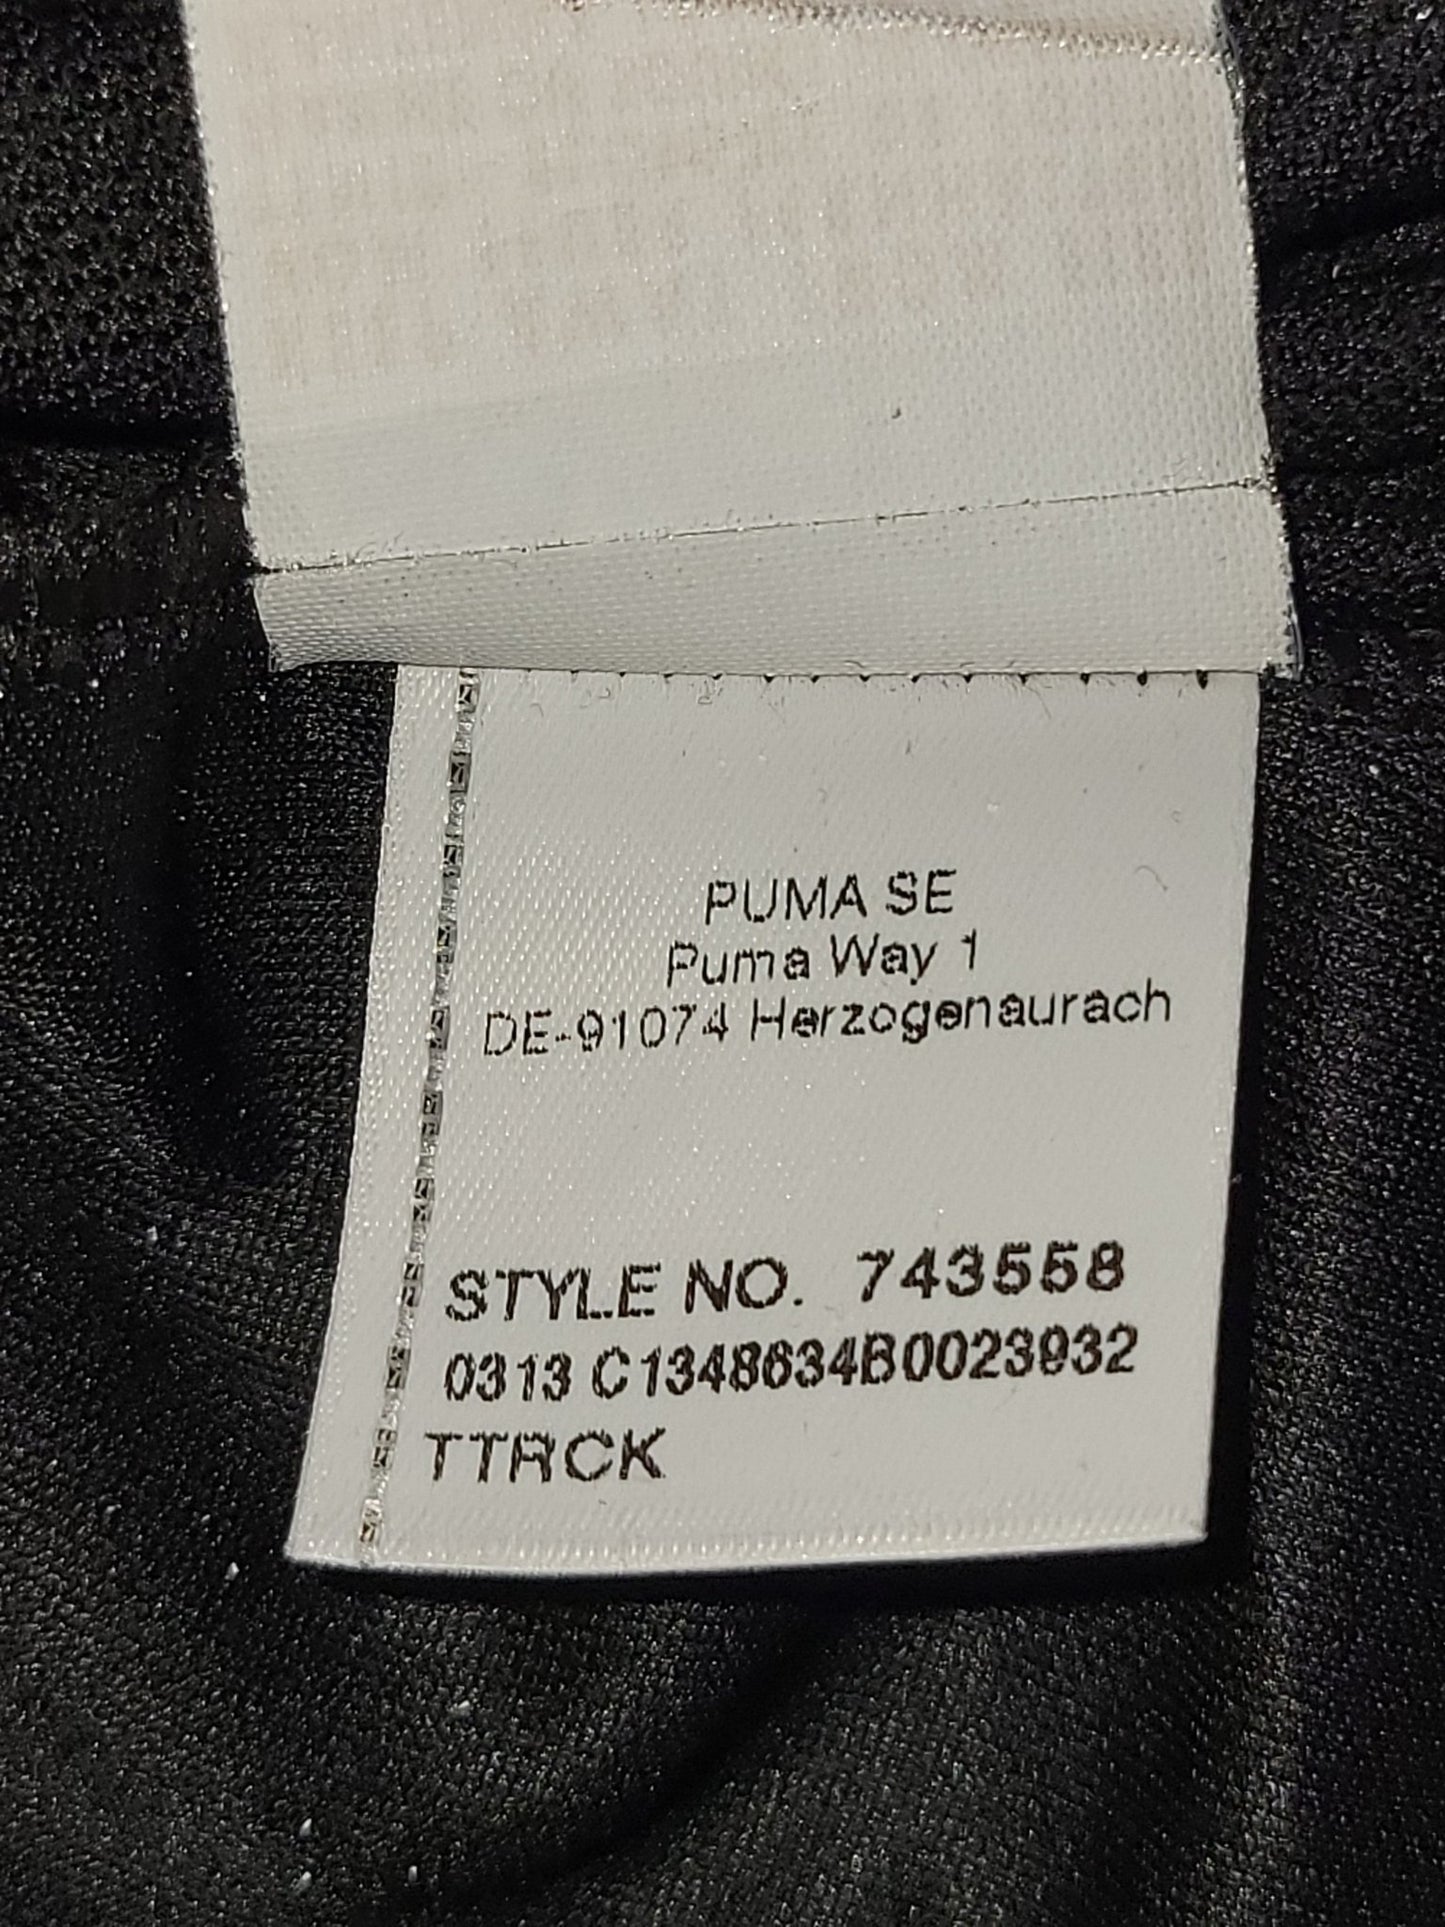 PUMA SE
Puma Way 1
DE-91074 Herzogenaurach
STYLE NO. 743558
0313 C1348634B0023932
TTRCK